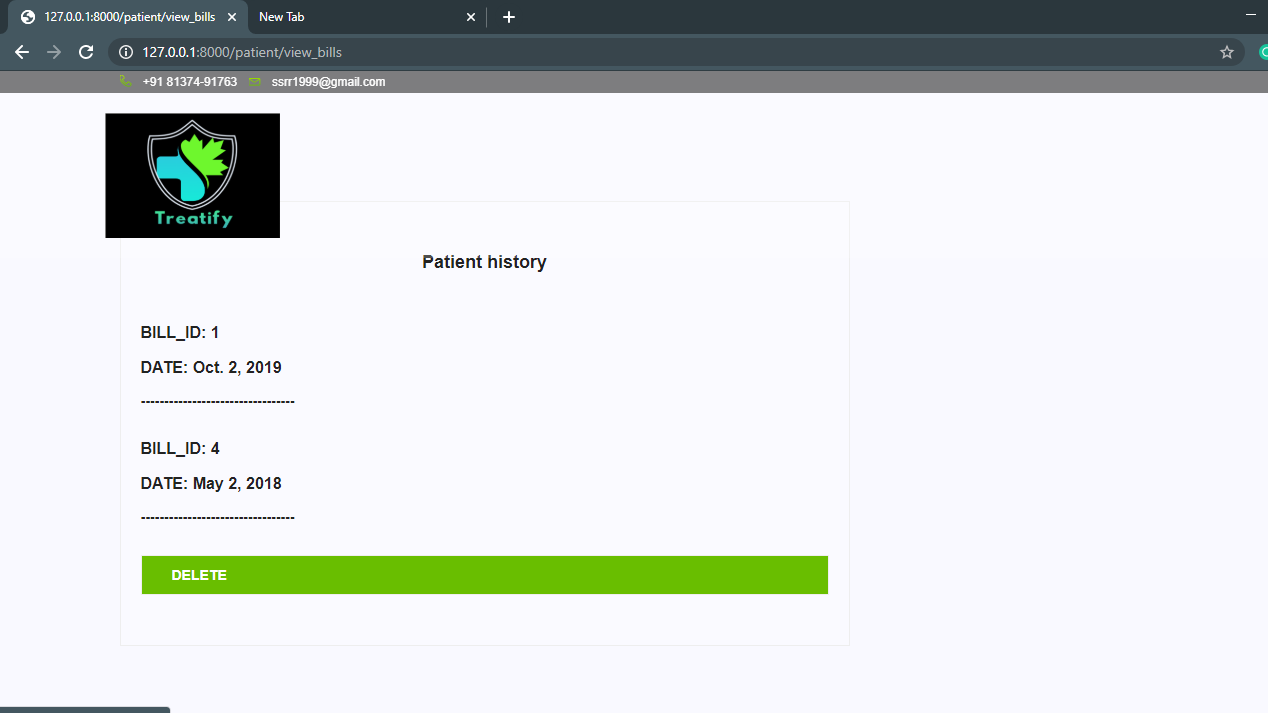 127.0.0.1:8000/patient/view_bills
New Tab
127.0.0.1:8000/patient/view_bills
+91 81374-91763 ssrr1999@gmail.com
Treatify
Patient history
BILL_ID: 1
DATE: Oct. 2, 2019
---------------------------------
BILL_ID: 4
DATE: May 2, 2018
---------------------------------
DELETE